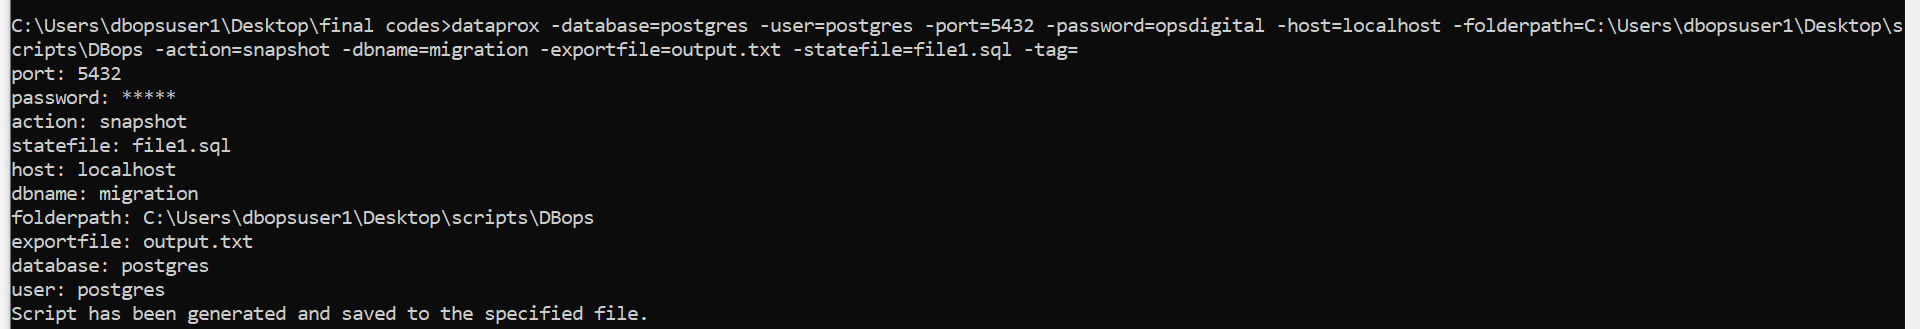 C:\Users\dbopsuser1\Desktop\final codes>dataprox -database=postgres -user=postgres -port=5432 -password=opsdigital -host=localhost -folderpath=C:\Users\dbopsuser1\Desktop\s
cripts\DBops -action=snapshot -dbname=migration -exportfile=output.txt -statefile=file1.sql -tag=
port: 5432
password: *****
action: snapshot
statefile: file1.sql
host: localhost
dbname: migration
folderpath: C:\Users\dbopsuser1\Desktop\scripts\DBops
exportfile: output.txt
database: postgres
user: postgres
Script has been generated and saved to the specified file.